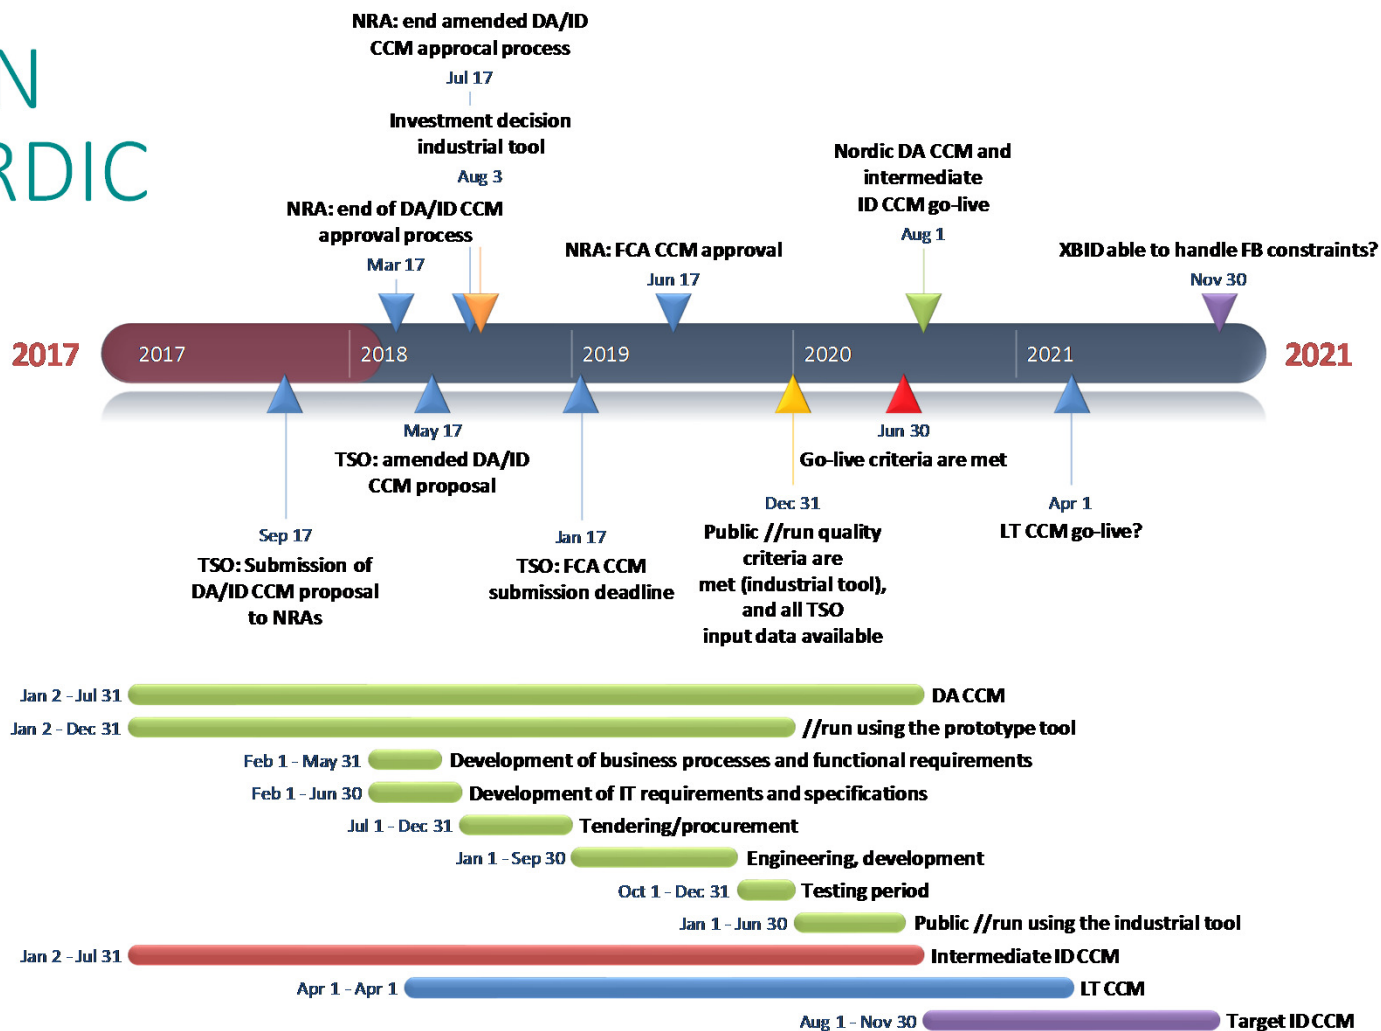 N
RDIC
NRA: end amended DA/ID
CCM approcal process
Jul 17
Investment decision
industrial tool
Aug 3
NRA: end of DA/ID CCM
approval process
Mar 17
NRA: FCA CCM approval
Jun 17
Nordic DA CCM and
intermediate
ID CCM go-live
Aug 1
XBID able to handle FB constraints?
Nov 30
2017
2017
2018
2019
2020
2021
2021
Sep 17
TSO: Submission of
DA/ID CCM proposal
to NRAs
May 17
TSO: amended DA/ID
CCM proposal
Jan 17
TSO: FCA CCM
submission deadline
Dec 31
Public //run quality
criteria are
met (industrial tool),
and all TSO
input data available
Jun 30
Go-live criteria are met
Apr 1
LT CCM go-live?
Jan 2 - Jul 31 DA CCM
Jan 2 - Dec 31 //run using the prototype tool
Feb 1 - May 31 Development of business processes and functional requirements
Feb 1 - Jun 30 Development of IT requirements and specifications
Jul 1 - Dec 31 Tendering/procurement
Jan 1 - Sep 30 Engineering, development
Oct 1 - Dec 31 Testing period
Jan 1 - Jun 30 Public //run using the industrial tool
Jan 2 - Jul 31 Intermediate ID CCM
Apr 1 - Apr 1 LT CCM
Aug 1 - Nov 30 Target ID CCM